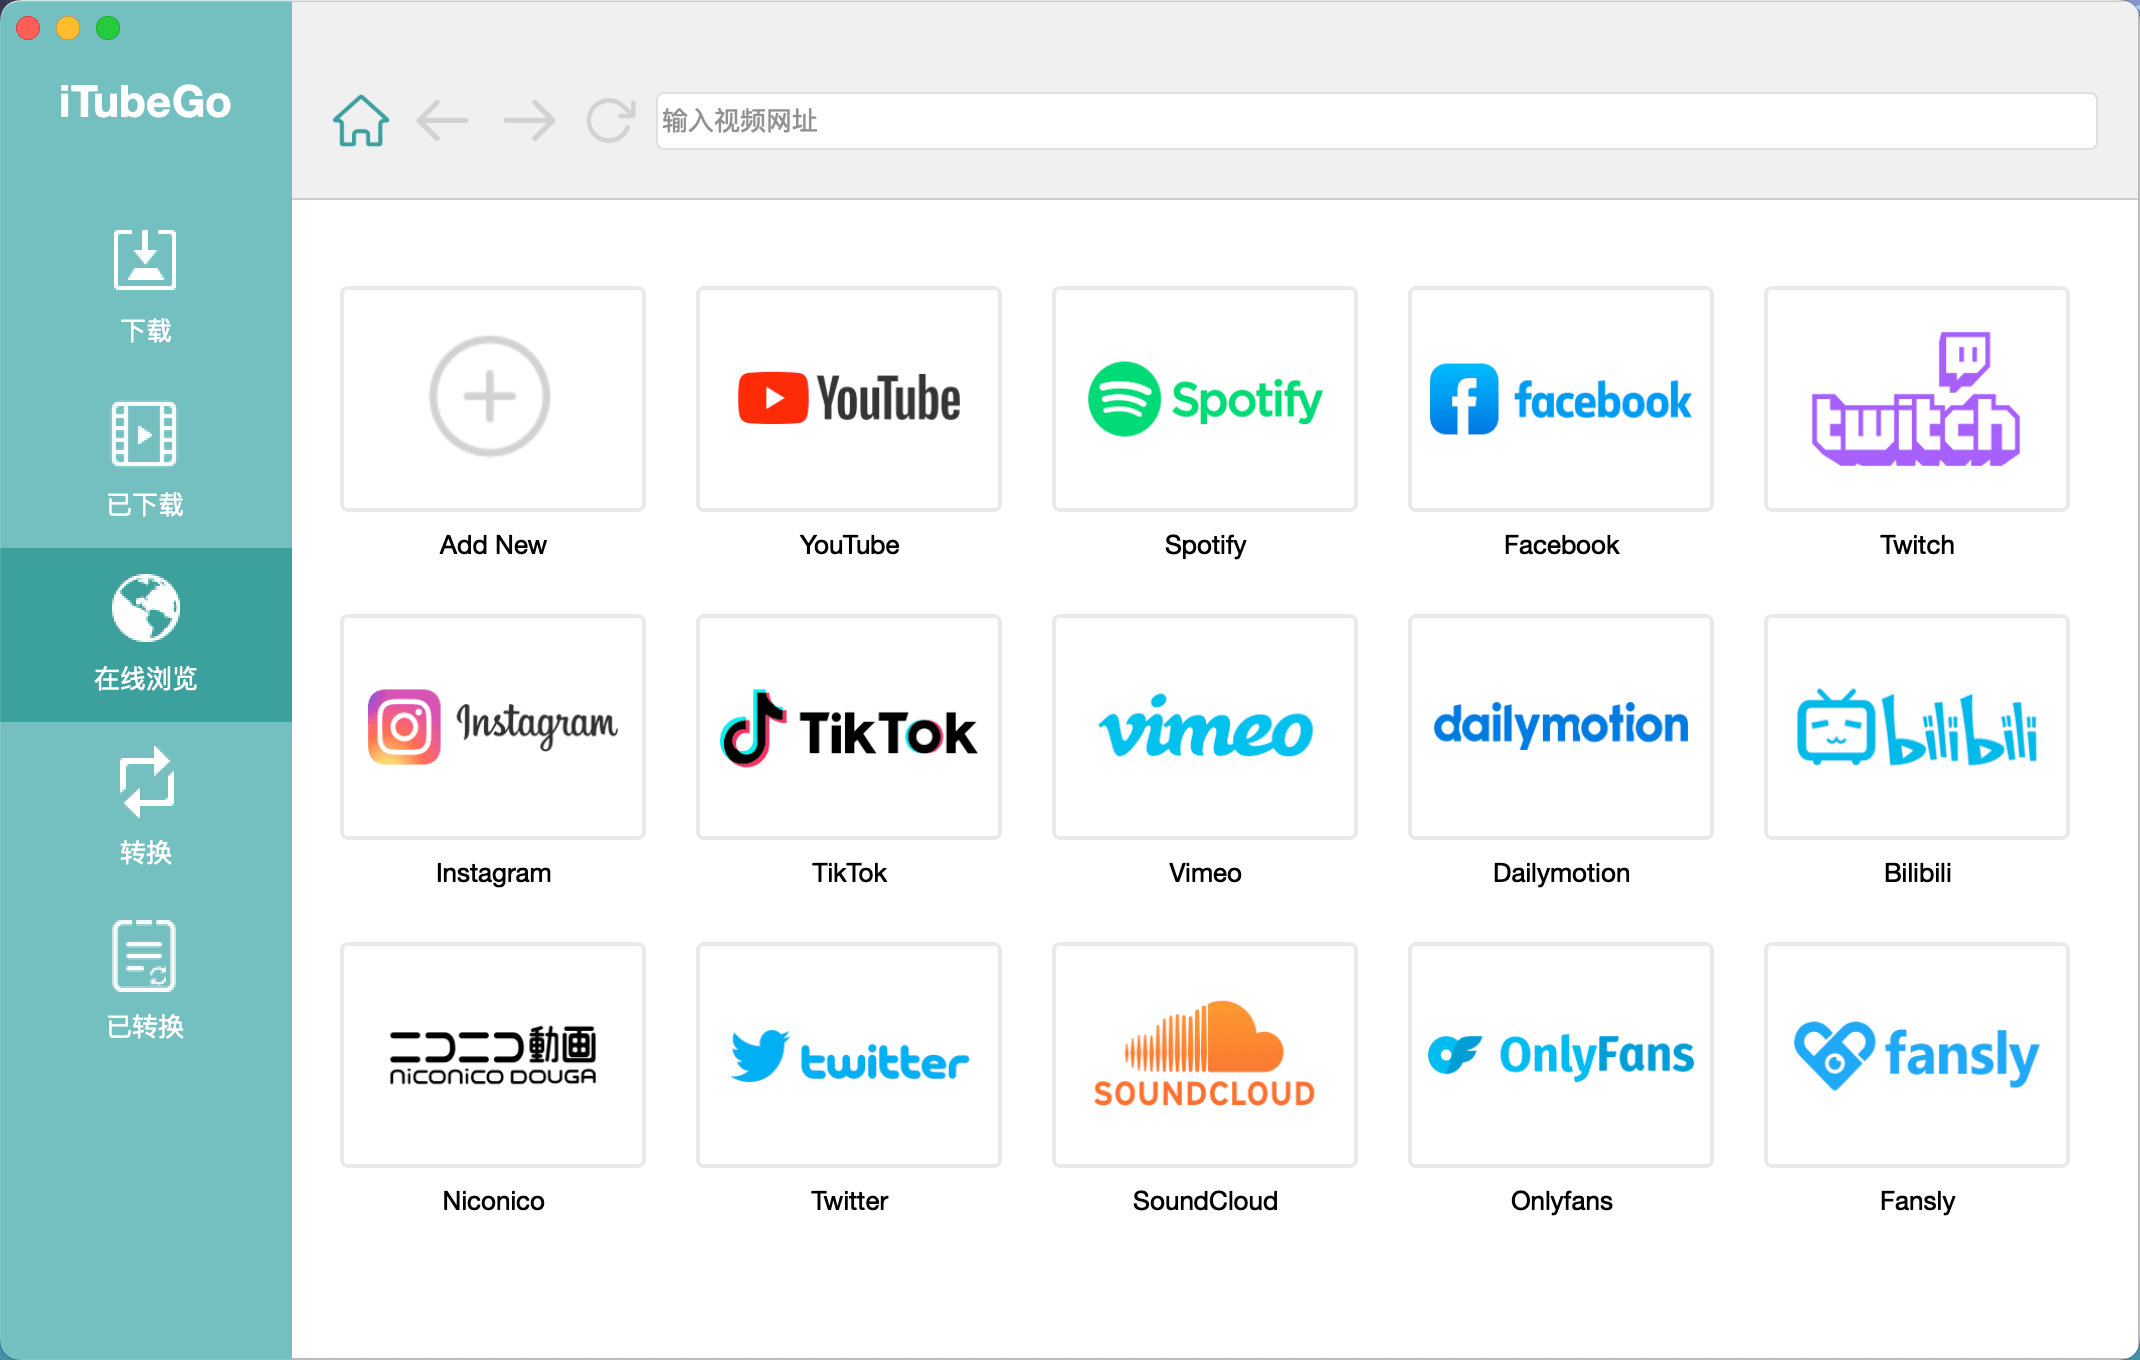 iTubeGo
输入视频网址
下载
已下载
在线浏览
转换
已转换
YouTube
Spotify
facebook
twitch
Add New
YouTube
Spotify
Facebook
Twitch
Instagram
TikTok
vimeo
dailymotion
bilibili
Instagram
TikTok
Vimeo
Dailymotion
Bilibili
ニコニコ動画
NICONICO DOUGA
twitter
SOUNDCLOUD
OnlyFans
fansly
Niconico
Twitter
SoundCloud
Onlyfans
Fansly